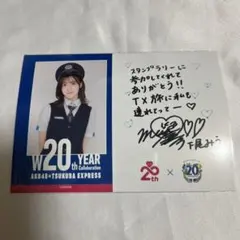 W20th YEAR
Collaboration
AKB48×TSUKUBA EXPRESS
スタンプラリーに
参加してくれて
ありがとう!!
TX旅に私も
連れてってー♡
下尾みう
20th × 20th